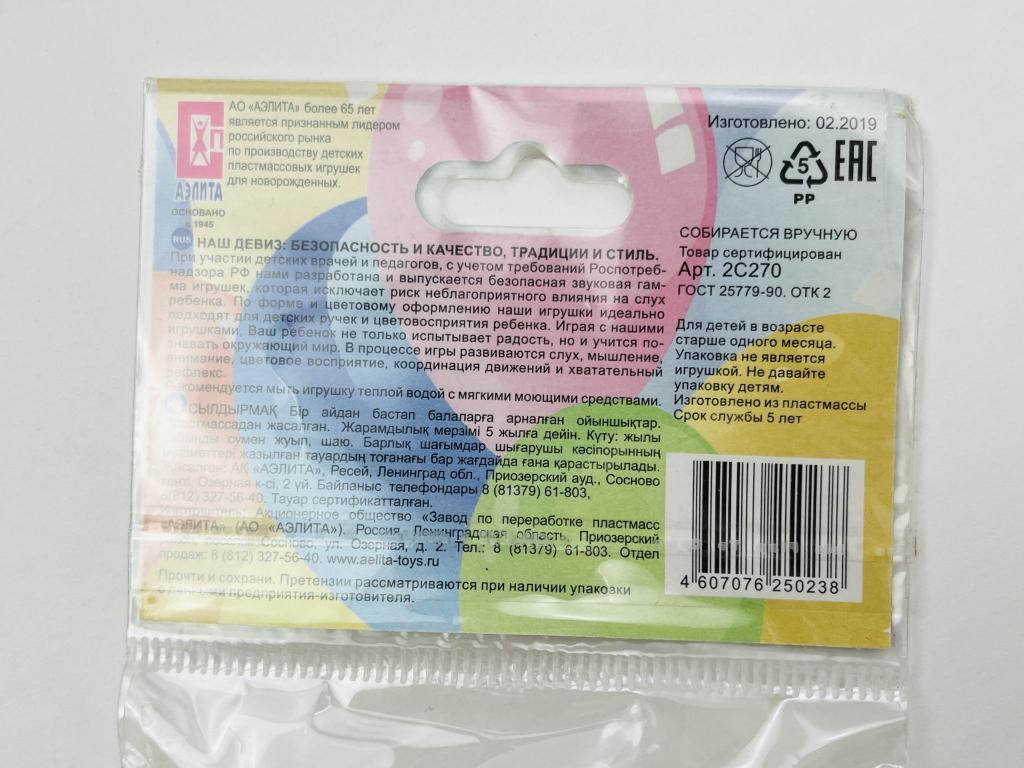 АО «АЭЛИТА» более 65 лет
является признанным лидером
российского рынка
по производству детских
пластмассовых игрушек
для новорожденных.
АЭЛИТА
ОСНОВАНО
в 1945
Изготовлено: 02.2019
5
PP
EAC
СОБИРАЕТСЯ ВРУЧНУЮ
Товар сертифицирован
Арт. 2С270
ГОСТ 25779-90. ОТК 2
RUS
НАШ ДЕВИЗ: БЕЗОПАСНОСТЬ И КАЧЕСТВО, ТРАДИЦИИ И СТИЛЬ.
При участии детских врачей и педагогов, с учетом требований Роспотреб-
надзора РФ нами разработана и выпускается безопасная звуковая гам-
ма игрушек, которая исключает риск неблагоприятного влияния на слух
ребенка. По форме и цветовому оформлению наши игрушки идеально
подходят для детских ручек и цветовосприятия ребенка. Играя с нашими
игрушками, Ваш ребенок не только испытывает радость, но и учится по-
знавать окружающий мир. В процессе игры развиваются слух, мышление,
внимание, цветовое восприятие, координация движений и хватательный
рефлекс.
Рекомендуется мыть игрушку теплой водой с мягкими моющими средствами.
Для детей в возрасте
старше одного месяца.
Упаковка не является
игрушкой. Не давайте
упаковку детям.
Изготовлено из пластмассы
Срок службы 5 лет
СЫЛДЫРМАҚ Бір айдан бастап балаларға арналған ойыншықтар.
Пластмассадан жасалған. Жарамдылық мерзімі 5 жылға дейін. Күту: жылы
сабынды сумен жуып, шаю. Барлық шағымдар шығарушы кәсіпорынның
қызметтері жазылған тауардың тоғанағы бар жағдайда ғана қарастырылады.
Жасалған: АҚ «АЭЛИТА», Ресей, Ленинград обл., Приозерский ауд., Сосново
кенті, Озерная к-сі, 2 үй. Байланыс телефондары 8 (81379) 61-803,
8(812) 327-56-40. Тауар сертификатталған.
Изготовитель: Акционерное общество «Завод по переработке пластмасс
«АЭЛИТА» (АО «АЭЛИТА»). Россия, Ленинградская область, Приозерский
район, поселок Сосново, ул. Озерная, д. 2. Тел.: 8 (81379) 61-803. Отдел
продаж: 8 (812) 327-56-40. www.aelita-toys.ru
Прочти и сохрани. Претензии рассматриваются при наличии упаковки
с данными предприятия-изготовителя.
4 607076 250238